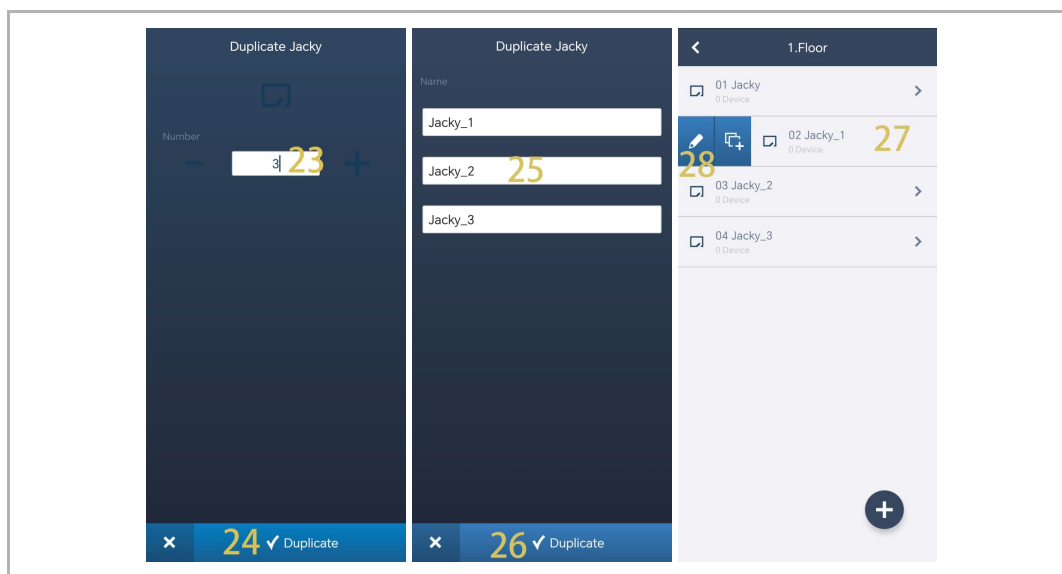 Duplicate Jacky
Number
3
23
24
Duplicate
Duplicate Jacky
Name
Jacky_1
Jacky_2
25
Jacky_3
26
Duplicate
1.Floor
01 Jacky
0 Device
02 Jacky_1
0 Device
27
28
03 Jacky_2
0 Device
04 Jacky_3
0 Device